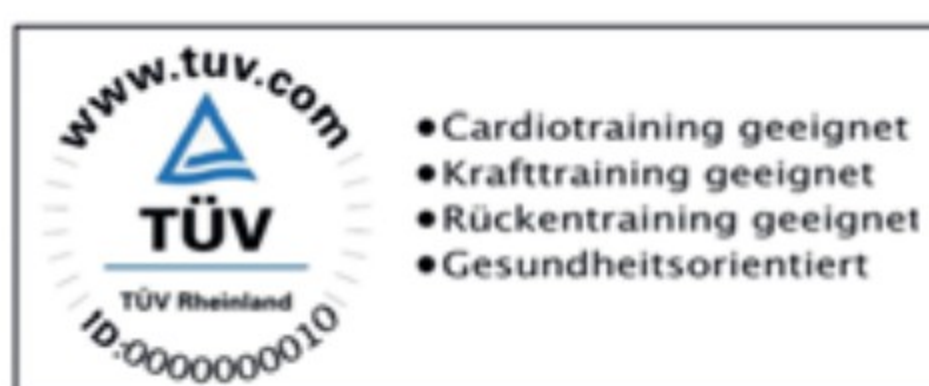 www.tuv.com
TÜV
TÜV Rheinland
ID:0000000010
●Cardiotraining geeignet
●Krafttraining geeignet
●Rückentraining geeignet
●Gesundheitsorientiert